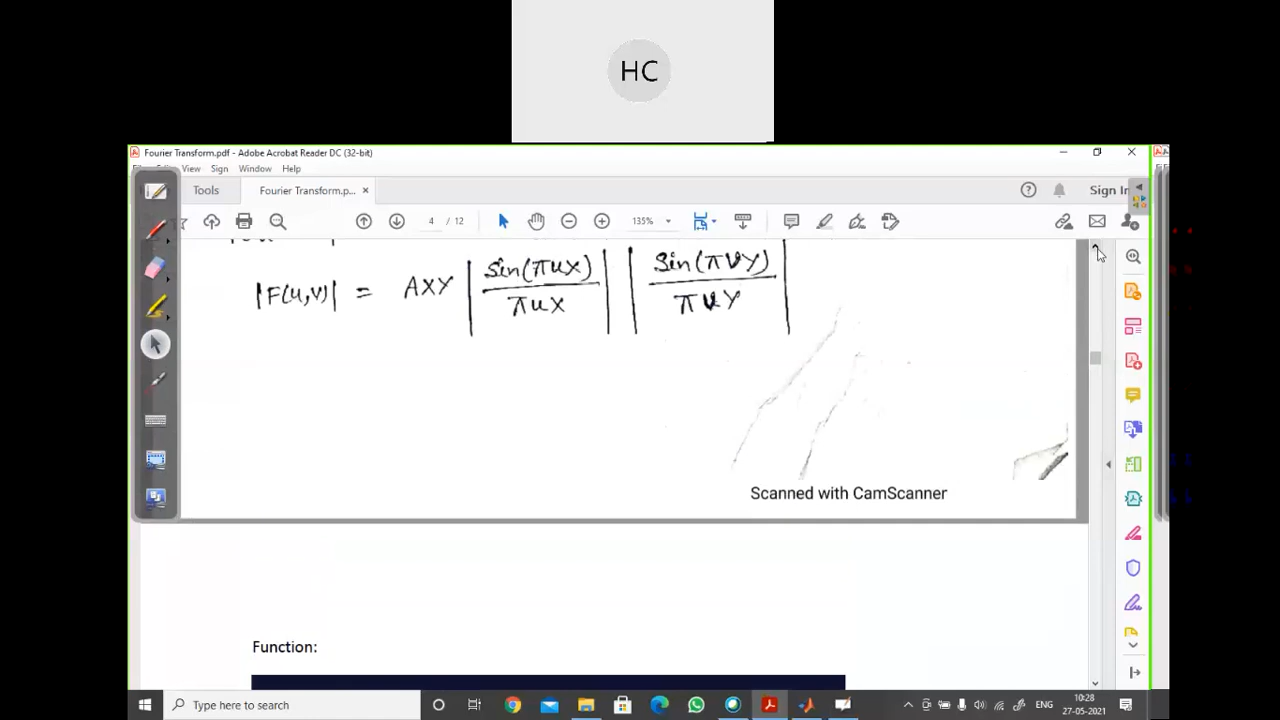 HC
Fourier Transform.pdf - Adobe Acrobat Reader DC (32-bit)
View Sign Window Help
Tools Fourier Transform.p... × Sign In
4 / 12 135%
|F(u,v)| = AXY | sin(πuX) / πuX | | sin(πvY) / πvY |
Scanned with CamScanner
Function:
Type here to search
ENG
10:28
27-05-2021